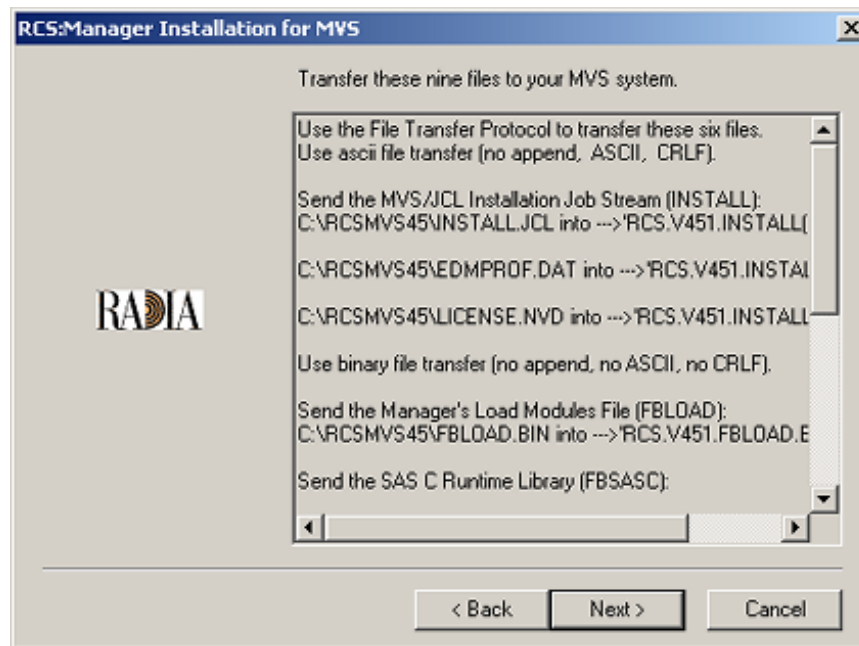 RCS:Manager Installation for MVS
Transfer these nine files to your MVS system.
Use the File Transfer Protocol to transfer these six files.
Use ascii file transfer (no append, ASCII, CRLF).
Send the MVS/JCL Installation Job Stream (INSTALL):
C:\RCSMVS45\INSTALL.JCL into --->'RCS.V451.INSTALL(
C:\RCSMVS45\EDMPROF.DAT into --->'RCS.V451.INSTAL
C:\RCSMVS45\LICENSE.NVD into --->'RCS.V451.INSTALL
Use binary file transfer (no append, no ASCII, no CRLF).
Send the Manager's Load Modules File (FBLOAD):
C:\RCSMVS45\FBLOAD.BIN into --->'RCS.V451.FBLOAD.B
Send the SAS C Runtime Library (FBSASC):
RADIA
< Back
Next >
Cancel